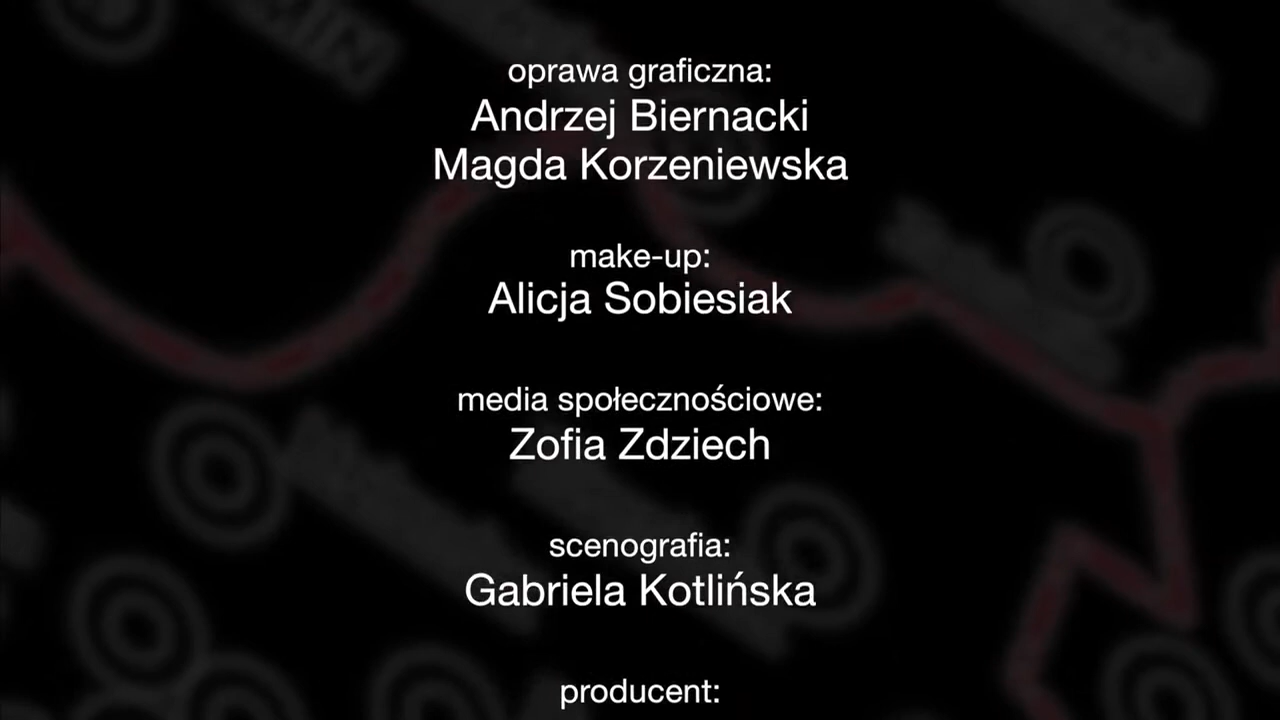 oprawa graficzna:
Andrzej Biernacki
Magda Korzeniewska
make-up:
Alicja Sobiesiak
media społecznościowe:
Zofia Zdziech
scenografia:
Gabriela Kotlińska
producent: